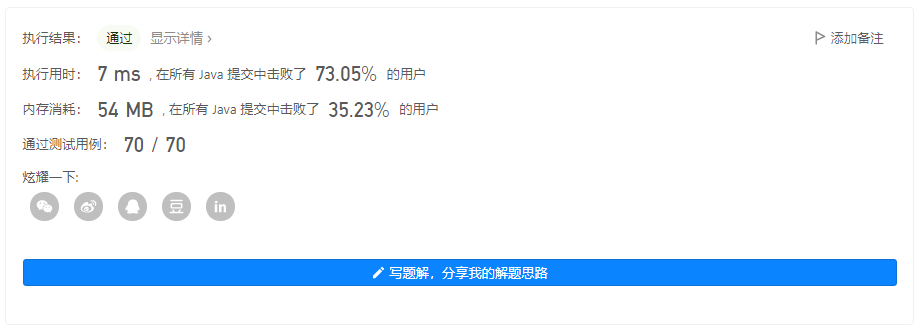 执行结果： 通过 显示详情 › 添加备注
执行用时： 7 ms , 在所有 Java 提交中击败了 73.05% 的用户
内存消耗： 54 MB , 在所有 Java 提交中击败了 35.23% 的用户
通过测试用例： 70 / 70
炫耀一下:
豆 in
写题解，分享我的解题思路